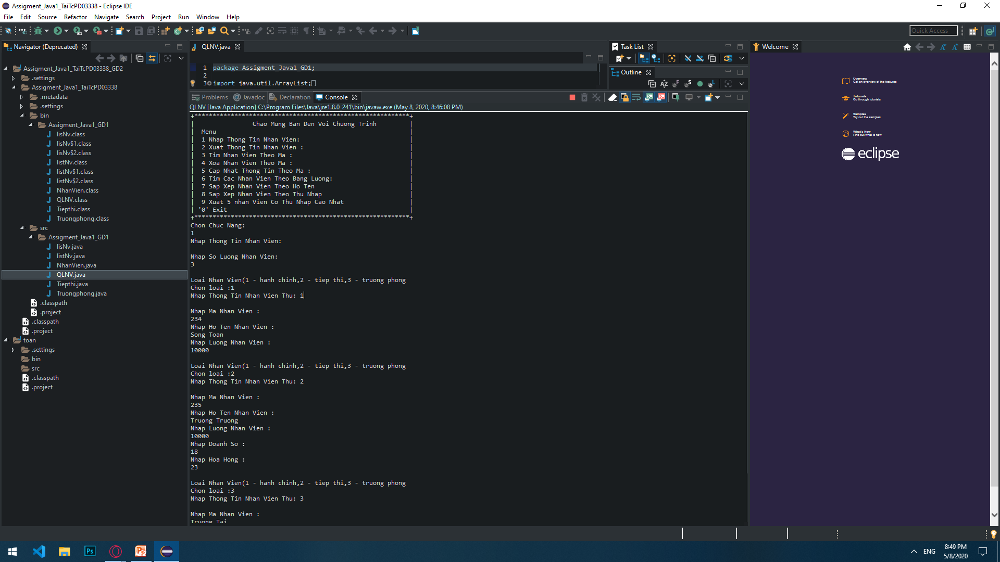 Assigment_Java1_TaiTcPD03338 - Eclipse IDE
File Edit Source Refactor Navigate Search Project Run Window Help
Quick Access
Navigator (Deprecated)
Assigment_Java1_TaiTcPD03338_GD2
.settings
Assigment_Java1_TaiTcPD03338
.metadata
.settings
bin
Assigment_Java1_GD1
lisNv.class
lisNv$1.class
lisNv$2.class
listNv.class
listNv$1.class
listNv$2.class
NhanVien.class
QLNV.class
Tiepthi.class
Truongphong.class
src
Assigment_Java1_GD1
lisNv.java
listNv.java
NhanVien.java
QLNV.java
Tiepthi.java
Truongphong.java
.classpath
.project
.classpath
.project
toan
.settings
bin
src
.classpath
.project
QLNV.java
1 package Assigment_Java1_GD1;
2
3 import java.util.ArrayList;
Task List
Outline
Problems @ Javadoc Declaration Console
QLNV [Java Application] C:\Program Files\Java\jre1.8.0_241\bin\javaw.exe (May 8, 2020, 8:46:08 PM)
+***********************************************************+
| Chao Mung Ban Den Voi Chuong Trinh |
| Menu |
| 1 Nhap Thong Tin Nhan Vien: |
| 2 Xuat Thong Tin Nhan Vien : |
| 3 Tim Nhan Vien Theo Ma : |
| 4 Xoa Nhan Vien Theo Ma : |
| 5 Cap Nhat Thong Tin Theo Ma : |
| 6 Tim Cac Nhan Vien Theo Bang Luong: |
| 7 Sap Xep Nhan Vien Theo Ho Ten |
| 8 Sap Xep Nhan Vien Theo Thu Nhap |
| 9 Xuat 5 nhan Vien Co Thu Nhap Cao Nhat |
| '0' Exit |
+***********************************************************+
Chon Chuc Nang:
1
Nhap Thong Tin Nhan Vien:
Nhap So Luong Nhan Vien:
3
Loai Nhan Vien(1 - hanh chinh,2 - tiep thi,3 - truong phong
Chon loai :1
Nhap Thong Tin Nhan Vien Thu: 1
Nhap Ma Nhan Vien :
234
Nhap Ho Ten Nhan Vien :
Song Toan
Nhap Luong Nhan Vien :
10000
Loai Nhan Vien(1 - hanh chinh,2 - tiep thi,3 - truong phong
Chon loai :2
Nhap Thong Tin Nhan Vien Thu: 2
Nhap Ma Nhan Vien :
235
Nhap Ho Ten Nhan Vien :
Truong Truong
Nhap Luong Nhan Vien :
10000
Nhap Doanh So :
18
Nhap Hoa Hong :
23
Loai Nhan Vien(1 - hanh chinh,2 - tiep thi,3 - truong phong
Chon loai :3
Nhap Thong Tin Nhan Vien Thu: 3
Nhap Ma Nhan Vien :
Truong Tai
Welcome
Overview
Get an overview of the features
Tutorials
Go through tutorials
Samples
Try out the samples
What's New
Find out what is new
eclipse
Ps
ENG
8:49 PM
5/8/2020